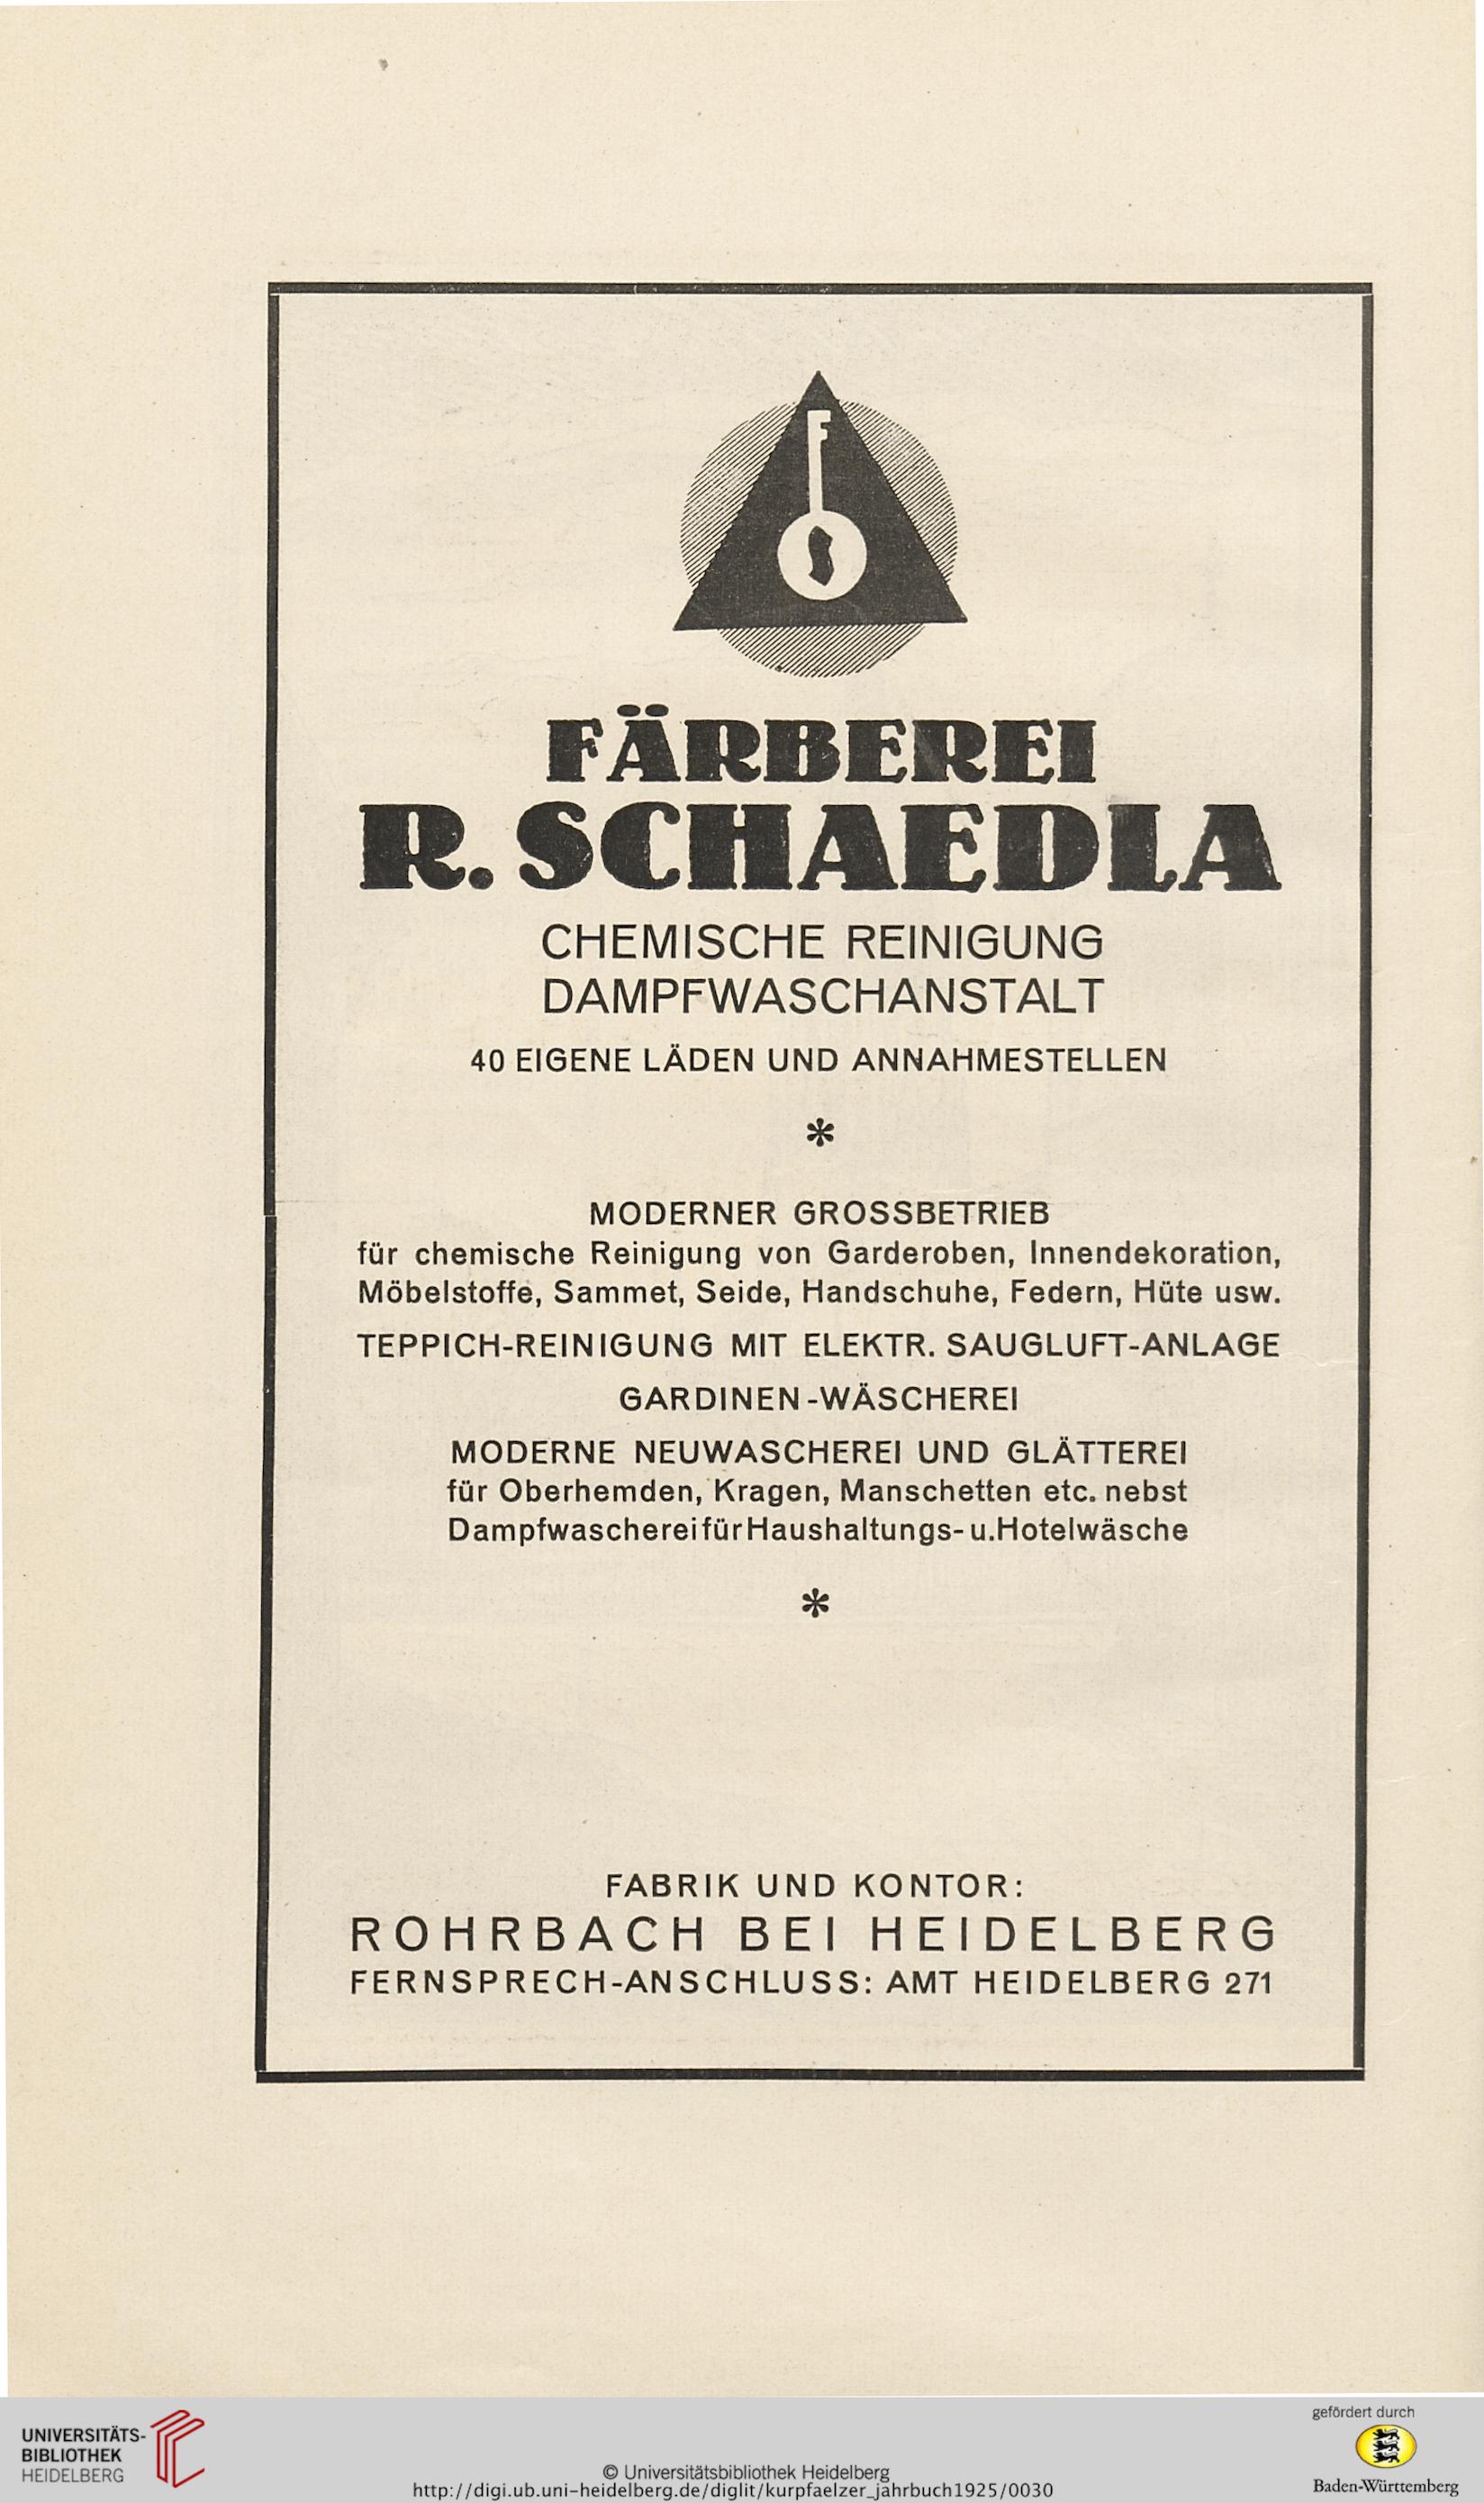 F
S
FÄRBEREI
R. SCHAEDLA
CHEMISCHE REINIGUNG
DAMPFWASCHANSTALT
40 EIGENE LÄDEN UND ANNAHMESTELLEN
*
MODERNER GROSSBETRIEB
für chemische Reinigung von Garderoben, Innendekoration,
Möbelstoffe, Sammet, Seide, Handschuhe, Federn, Hüte usw.
TEPPICH-REINIGUNG MIT ELEKTR. SAUGLUFT-ANLAGE
GARDINEN-WÄSCHEREI
MODERNE NEUWASCHEREI UND GLÄTTEREI
für Oberhemden, Kragen, Manschetten etc. nebst
Dampfwascherei für Haushaltungs- u. Hotelwäsche
*
FABRIK UND KONTOR:
ROHRBACH BEI HEIDELBERG
FERNSPRECH-ANSCHLUSS: AMT HEIDELBERG 271
UNIVERSITÄTS-
BIBLIOTHEK
HEIDELBERG
© Universitätsbibliothek Heidelberg
http://digi.ub.uni-heidelberg.de/diglit/kurpfaelzer_jahrbuch1925/0030
gefördert durch
Baden-Württemberg